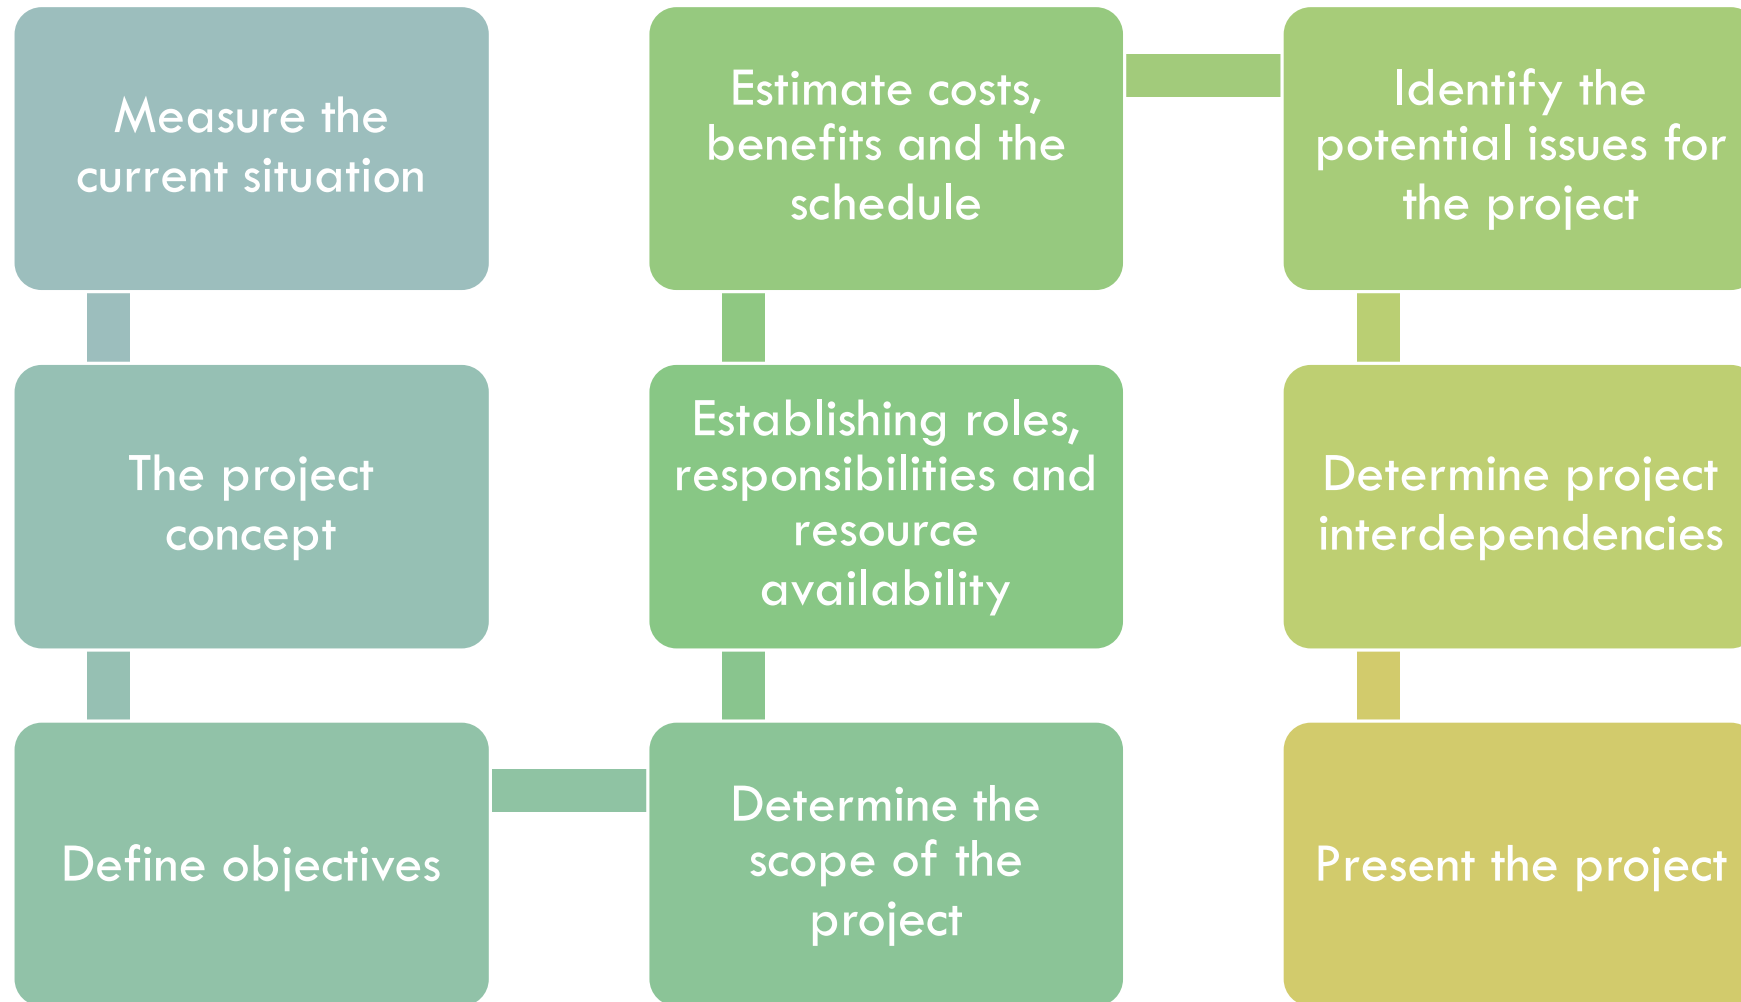 Measure the
current situation
The project
concept
Define objectives
Determine the
scope of the
project
Establishing roles,
responsibilities and
resource
availability
Estimate costs,
benefits and the
schedule
Identify the
potential issues for
the project
Determine project
interdependencies
Present the project